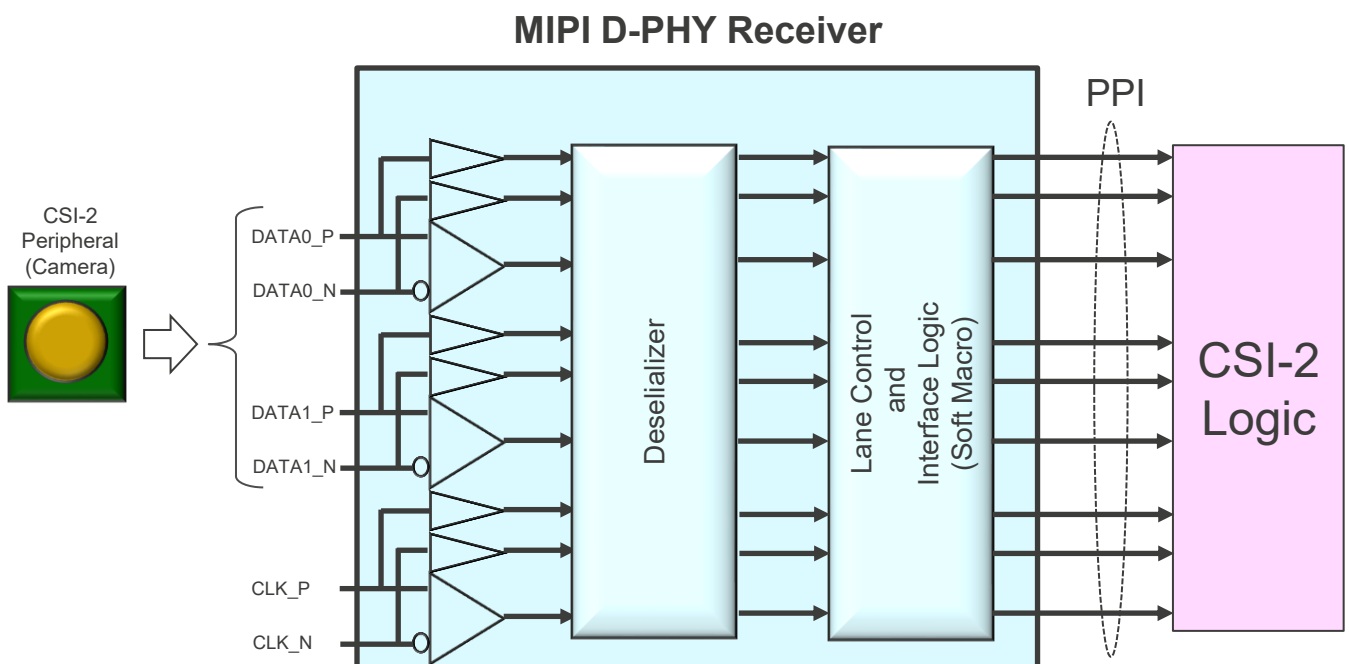 MIPI D-PHY Receiver
PPI
CSI-2
Peripheral
(Camera)
DATA0_P
DATA0_N
DATA1_P
DATA1_N
CLK_P
CLK_N
Deselializer
Lane Control
and
Interface Logic
(Soft Macro)
CSI-2
Logic